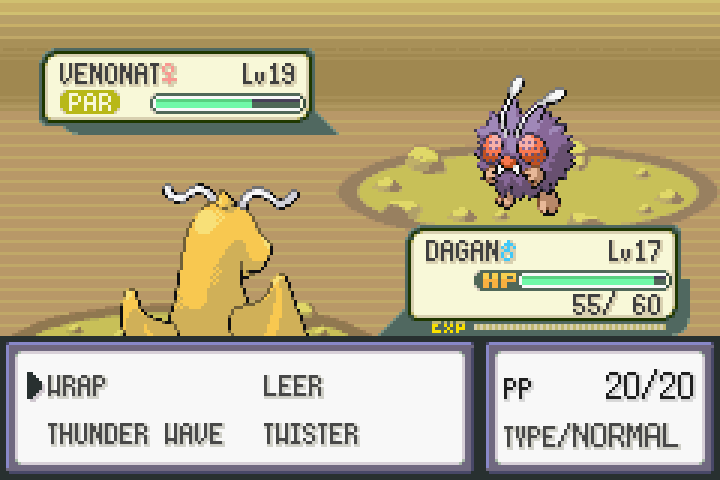 VENONAT♀ Lv19
PAR
DAGAN♂ Lv17
HP
55/ 60
EXP
WRAP LEER
THUNDER WAVE TWISTER
PP 20/20
TYPE/NORMAL